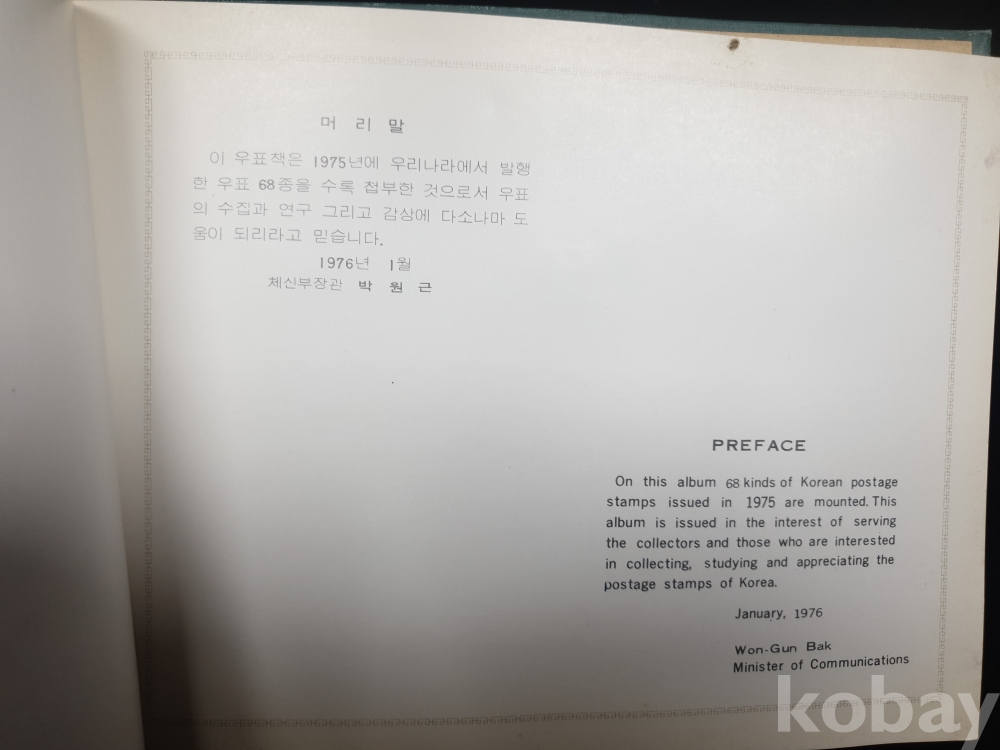 머 리 말
이 우표책은 1975년에 우리나라에서 발행
한 우표 68종을 수록 첩부한 것으로서 우표
의 수집과 연구 그리고 감상에 다소나마 도
움이 되리라고 믿습니다.
1976년 1월
체신부장관 박 원 근
PREFACE
On this album 68 kinds of Korean postage
stamps issued in 1975 are mounted. This
album is issued in the interest of serving
the collectors and those who are interested
in collecting, studying and appreciating the
postage stamps of Korea.
January, 1976
Won-Gun Bak
Minister of Communications
kobay